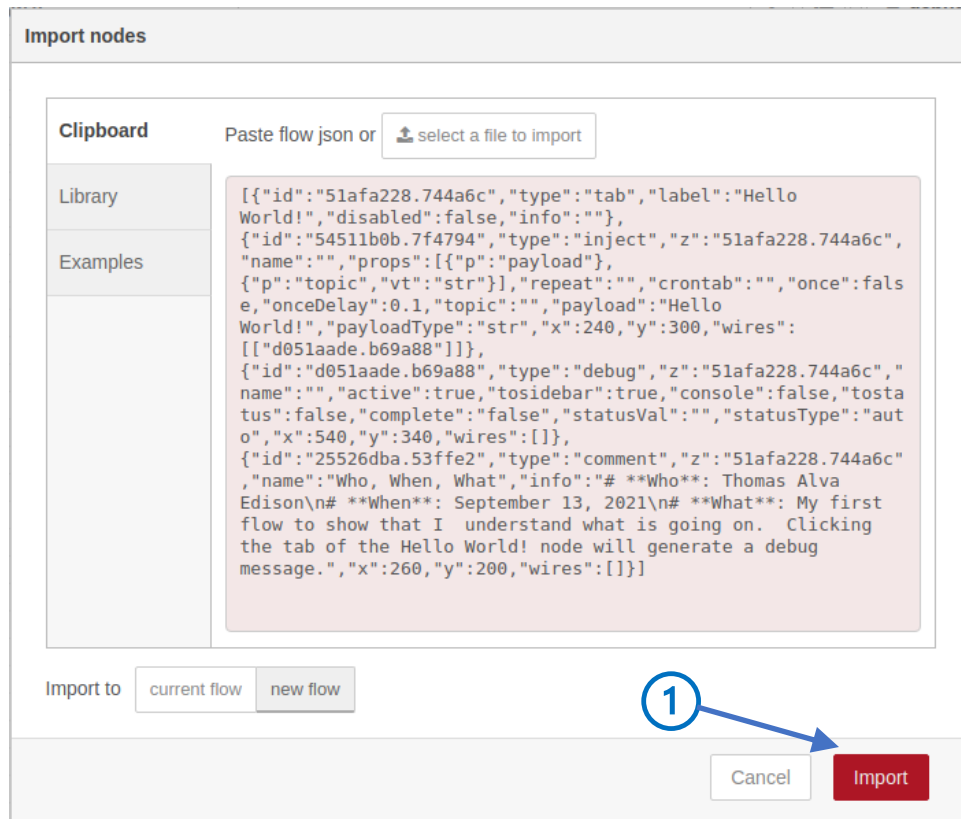 Import nodes
Clipboard
Paste flow json or
select a file to import
Library
Examples
[{"id":"51afa228.744a6c","type":"tab","label":"Hello
World!","disabled":false,"info":""},
{"id":"54511b0b.7f4794","type":"inject","z":"51afa228.744a6c",
"name":"","props":[{"p":"payload"},
{"p":"topic","vt":"str"}],"repeat":"","crontab":"","once":fals
e,"onceDelay":0.1,"topic":"","payload":"Hello
World!","payloadType":"str","x":240,"y":300,"wires":
[["d051aade.b69a88"]]},
{"id":"d051aade.b69a88","type":"debug","z":"51afa228.744a6c","
name":"","active":true,"tosidebar":true,"console":false,"tosta
tus":false,"complete":"false","statusVal":"","statusType":"aut
o","x":540,"y":340,"wires":[]},
{"id":"25526dba.53ffe2","type":"comment","z":"51afa228.744a6c"
,"name":"Who, When, What","info":"# **Who**: Thomas Alva
Edison\n# **When**: September 13, 2021\n# **What**: My first
flow to show that I  understand what is going on.  Clicking
the tab of the Hello World! node will generate a debug
message.","x":260,"y":200,"wires":[]}]
Import to
current flow
new flow
1
Cancel
Import